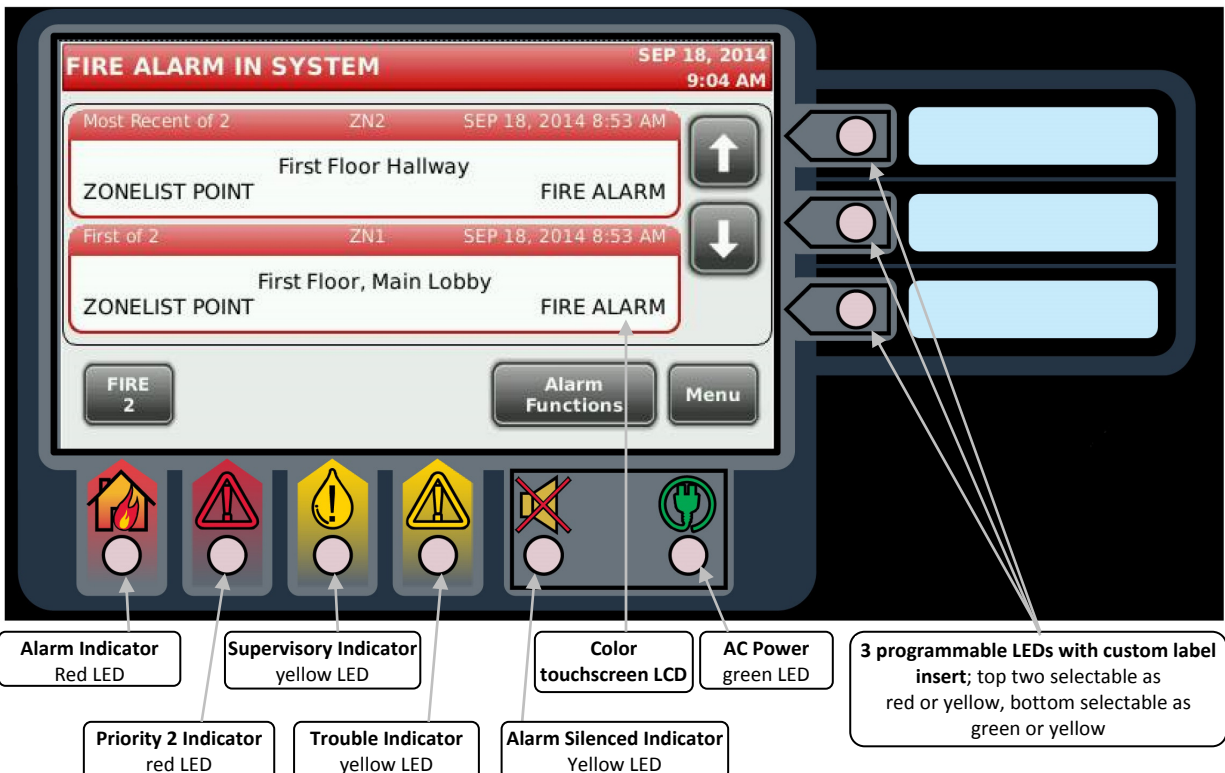 FIRE ALARM IN SYSTEM
SEP 18, 2014
9:04 AM
Most Recent of 2 ZN2 SEP 18, 2014 8:53 AM
First Floor Hallway
ZONELIST POINT FIRE ALARM
First of 2 ZN1 SEP 18, 2014 8:53 AM
First Floor, Main Lobby
ZONELIST POINT FIRE ALARM
FIRE
2
Alarm
Functions
Menu
Alarm Indicator
Red LED
Supervisory Indicator
yellow LED
Color
touchscreen LCD
AC Power
green LED
3 programmable LEDs with custom label
insert; top two selectable as
red or yellow, bottom selectable as
green or yellow
Priority 2 Indicator
red LED
Trouble Indicator
yellow LED
Alarm Silenced Indicator
Yellow LED